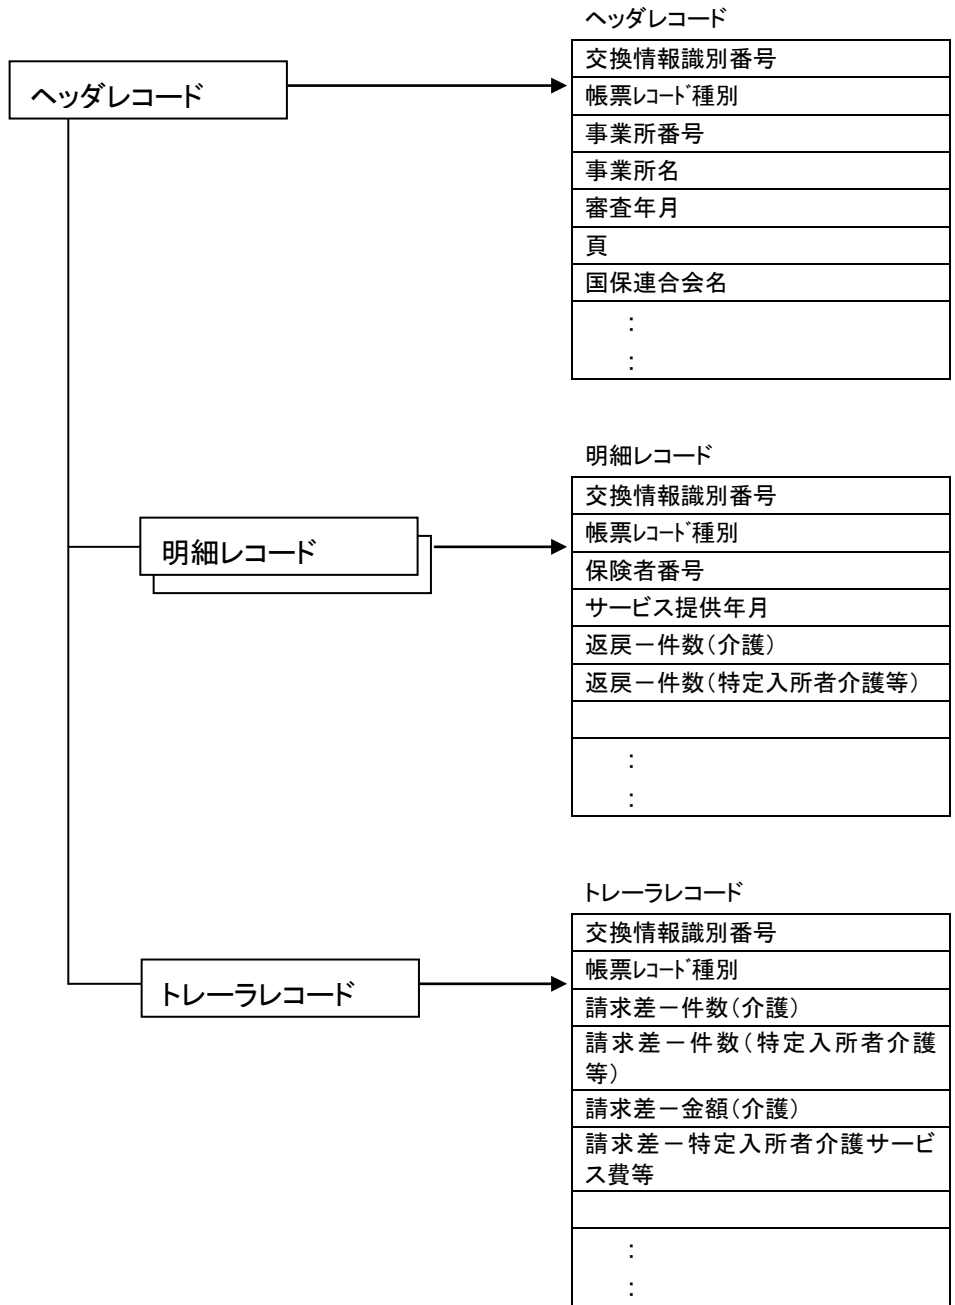 ヘッダレコード
ヘッダレコード
交換情報識別番号
帳票ﾚｺｰﾄﾞ種別
事業所番号
事業所名
審査年月
頁
国保連合会名
:
:
明細レコード
明細レコード
交換情報識別番号
帳票ﾚｺｰﾄﾞ種別
保険者番号
サービス提供年月
返戻-件数(介護)
返戻-件数(特定入所者介護等)
:
:
トレーラレコード
トレーラレコード
交換情報識別番号
帳票ﾚｺｰﾄﾞ種別
請求差-件数(介護)
請求差-件数(特定入所者介護
等)
請求差-金額(介護)
請求差-特定入所者介護サービ
ス費等
:
: